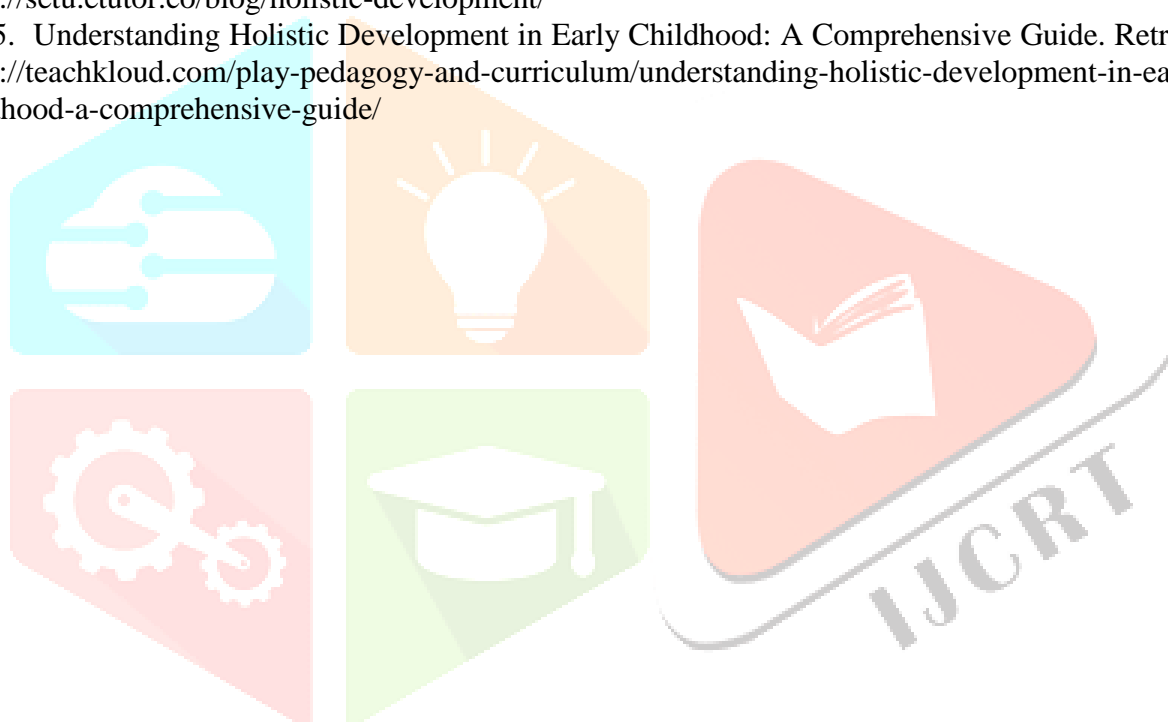 ://setu.etutor.co/blog/holistic-development/
5. Understanding Holistic Development in Early Childhood: A Comprehensive Guide. Retr
://teachkloud.com/play-pedagogy-and-curriculum/understanding-holistic-development-in-ea
hood-a-comprehensive-guide/
IJCRT